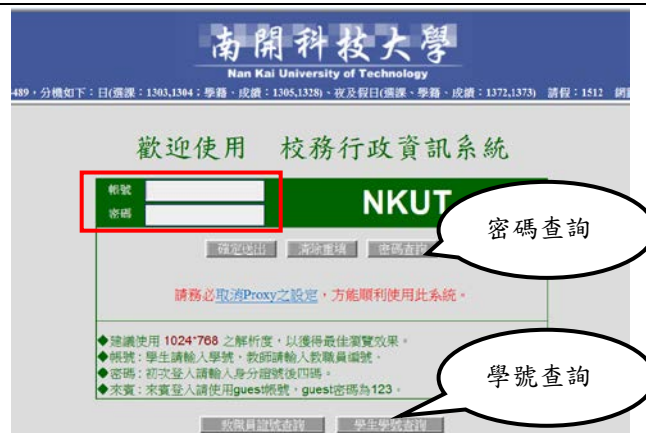 南開科技大學
Nan Kai University of Technology
489，分機如下：日(選課：1303,1304；學籍、成績：1305,1328)、夜及假日(選課、學籍、成績：1372,1373) 請假：1512
歡迎使用 校務行政資訊系統
帳號
密碼
NKUT
密碼查詢
確定送出 清除重填 密碼查詢
請務必取消Proxy之設定，方能順利使用此系統。
◆建議使用 1024*768 之解析度，以獲得最佳瀏覽效果。
◆帳號：學生請輸入學號，教師請輸入教職員編號。
◆密碼：初次登入請輸入身分證號後四碼。
◆來賓：來賓登入請使用guest帳號，guest密碼為123。
學號查詢
教職員證號查詢 學生學號查詢